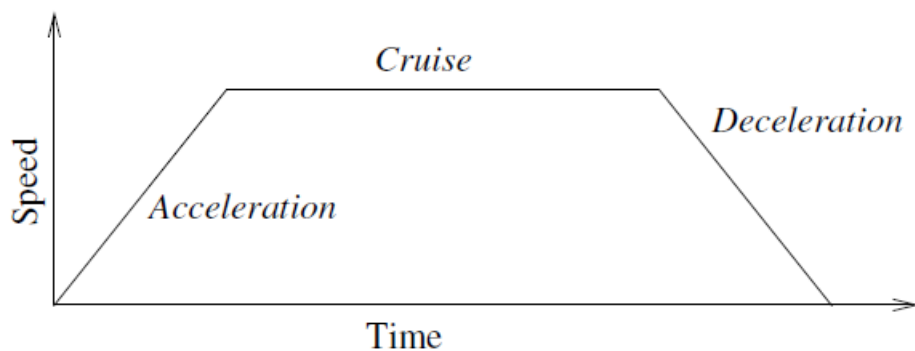 Cruise
Deceleration
Speed
Acceleration
Time